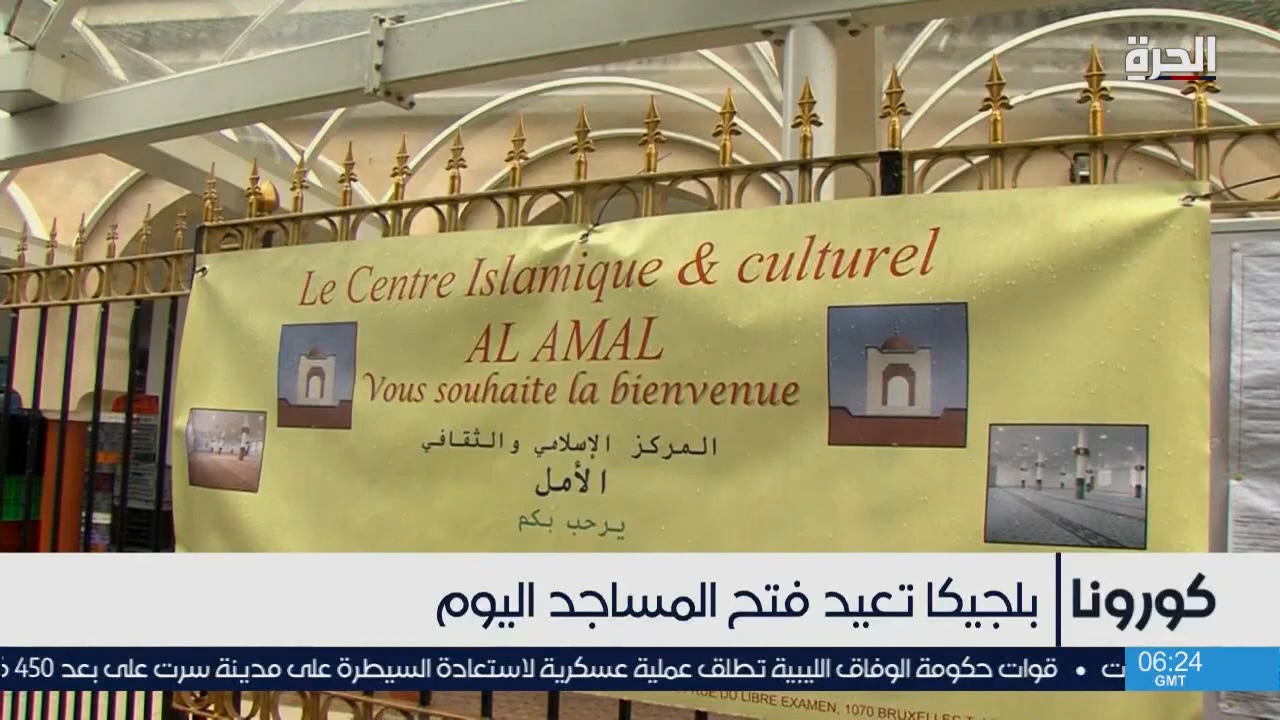 الحرة
Le Centre Islamique & culturel
AL AMAL
Vous souhaite la bienvenue
المركز الإسلامي والثقافي
الأمل
يرحب بكم
كورونا
بلجيكا تعيد فتح المساجد اليوم
06:24
GMT
• قوات حكومة الوفاق الليبية تطلق عملية عسكرية لاستعادة السيطرة على مدينة سرت على بعد 450
RUE DU LIBRE EXAMEN, 1070 BRUXELLES